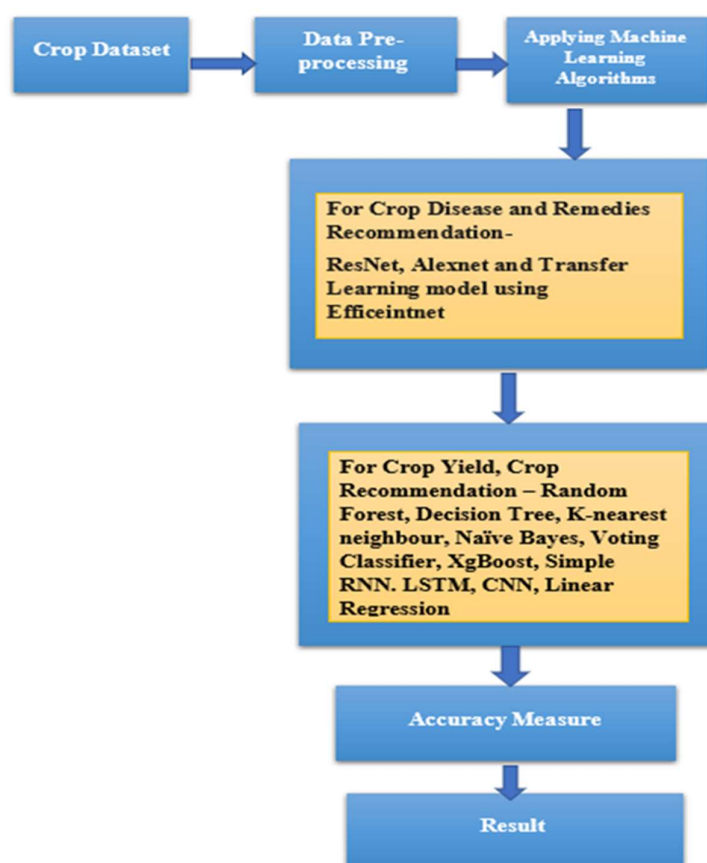 Crop Dataset
Data Pre-
processing
Applying Machine
Learning
Algorithms
For Crop Disease and Remedies
Recommendation-
ResNet, Alexnet and Transfer
Learning model using
Efficeintnet
For Crop Yield, Crop
Recommendation – Random
Forest, Decision Tree, K-nearest
neighbour, Naïve Bayes, Voting
Classifier, XgBoost, Simple
RNN. LSTM, CNN, Linear
Regression
Accuracy Measure
Result